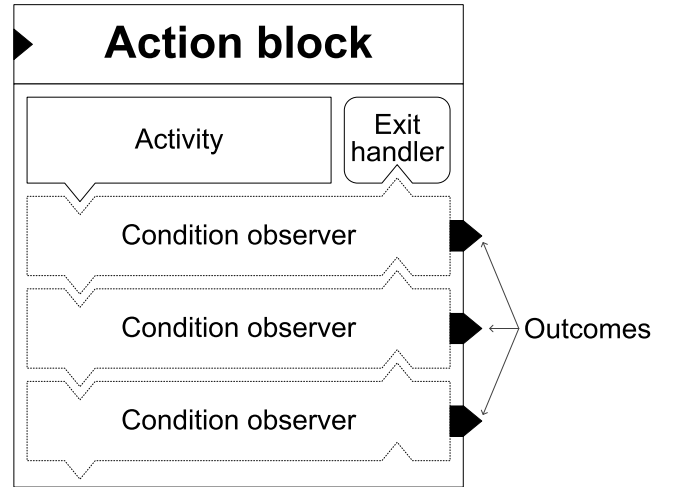 Action block
Activity
Exit
handler
Condition observer
Condition observer
Outcomes
Condition observer